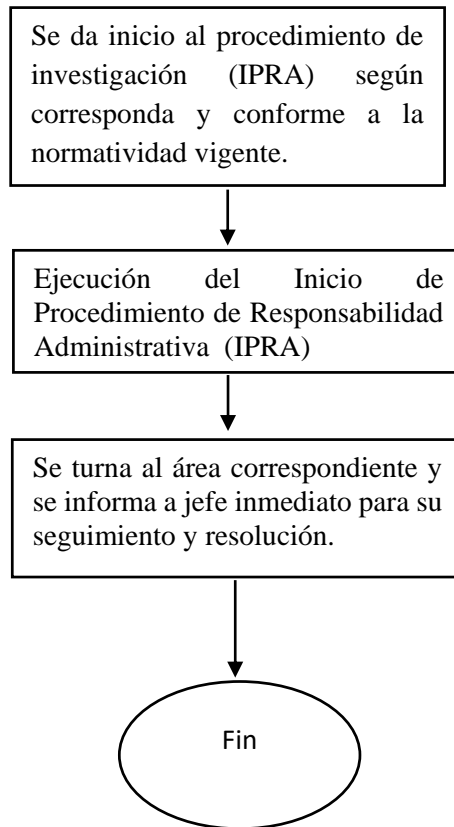 Se da inicio al procedimiento de
investigación (IPRA) según
corresponda y conforme a la
normatividad vigente.
Ejecución del Inicio de
Procedimiento de Responsabilidad
Administrativa (IPRA)
Se turna al área correspondiente y
se informa a jefe inmediato para su
seguimiento y resolución.
Fin